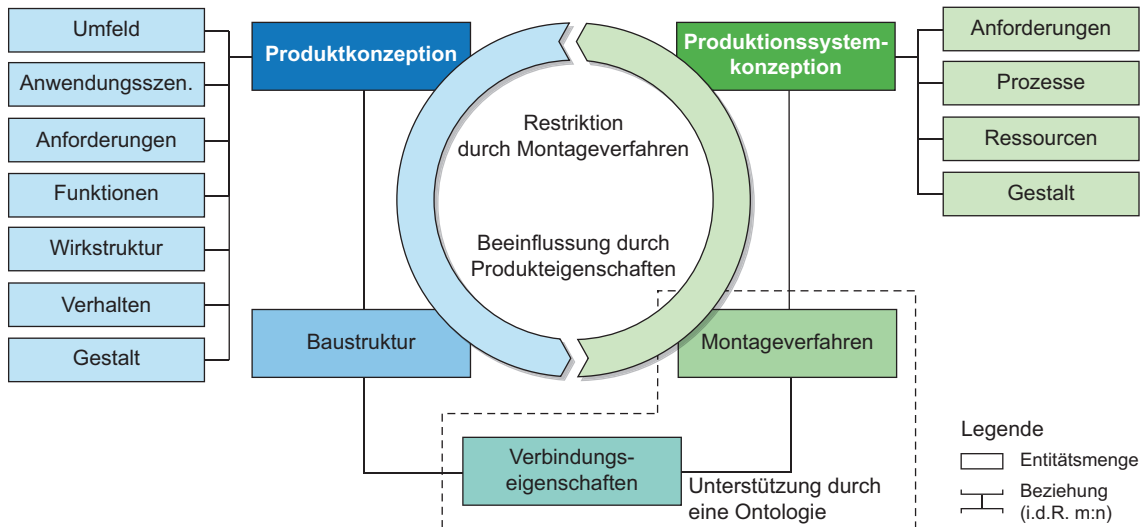 Umfeld
Anwendungsszen.
Anforderungen
Funktionen
Wirkstruktur
Verhalten
Gestalt
Produktkonzeption
Produktionssystem-
konzeption
Anforderungen
Prozesse
Ressourcen
Gestalt
Restriktion
durch Montageverfahren
Beeinflussung durch
Produkteigenschaften
Baustruktur
Montageverfahren
Verbindungs-
eigenschaften
Unterstützung durch
eine Ontologie
Legende
Entitätsmenge
Beziehung
(i.d.R. m:n)